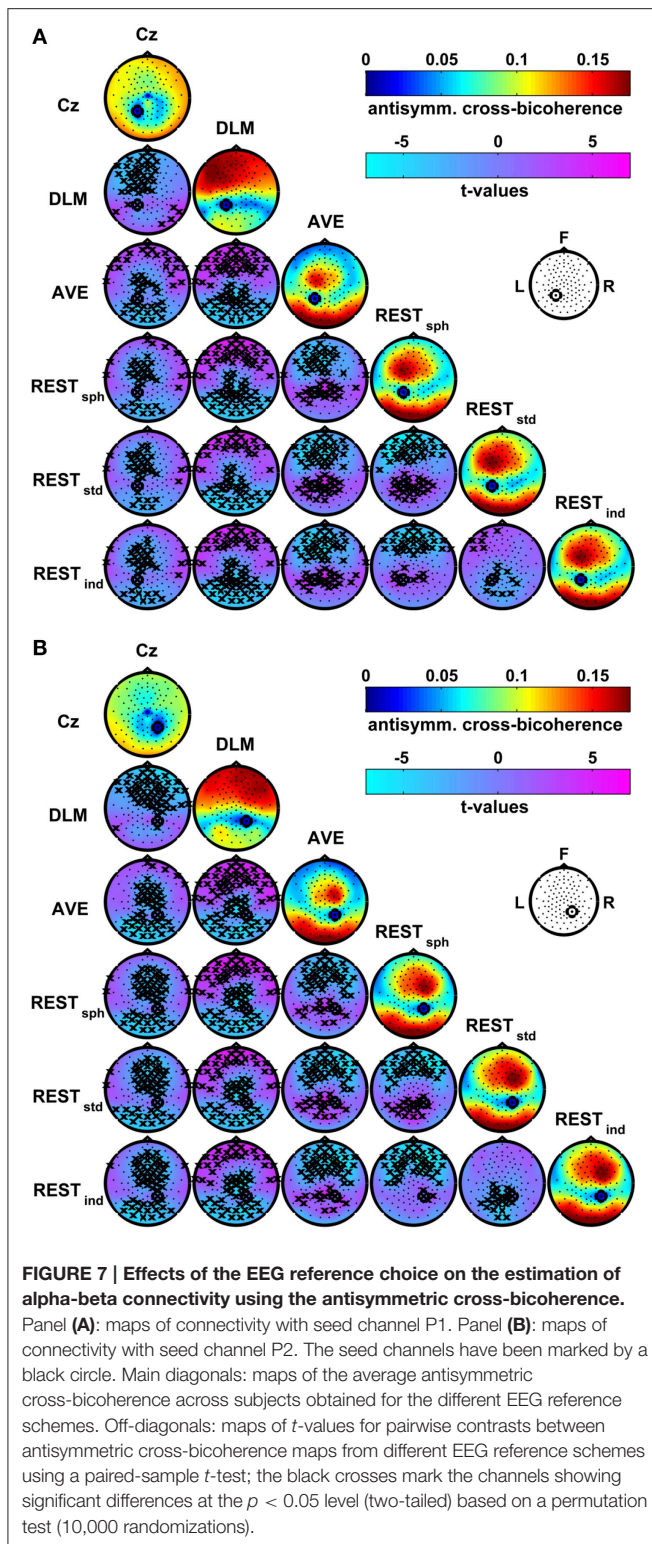 A
Cz
0 0.05 0.1 0.15
antisymm. cross-bicoherence
Cz
DLM
-5 0 5
t-values
DLM
AVE
F
L R
AVE
REST sph
REST sph
REST std
REST std
REST ind
REST ind
B
Cz
0 0.05 0.1 0.15
antisymm. cross-bicoherence
Cz
DLM
-5 0 5
t-values
DLM
AVE
F
L R
AVE
REST sph
REST sph
REST std
REST std
REST ind
REST ind
FIGURE 7 | Effects of the EEG reference choice on the estimation of
alpha-beta connectivity using the antisymmetric cross-bicoherence.
Panel (A): maps of connectivity with seed channel P1. Panel (B): maps of
connectivity with seed channel P2. The seed channels have been marked by a
black circle. Main diagonals: maps of the average antisymmetric
cross-bicoherence across subjects obtained for the different EEG reference
schemes. Off-diagonals: maps of t-values for pairwise contrasts between
antisymmetric cross-bicoherence maps from different EEG reference schemes
using a paired-sample t-test; the black crosses mark the channels showing
significant differences at the p < 0.05 level (two-tailed) based on a permutation
test (10,000 randomizations).